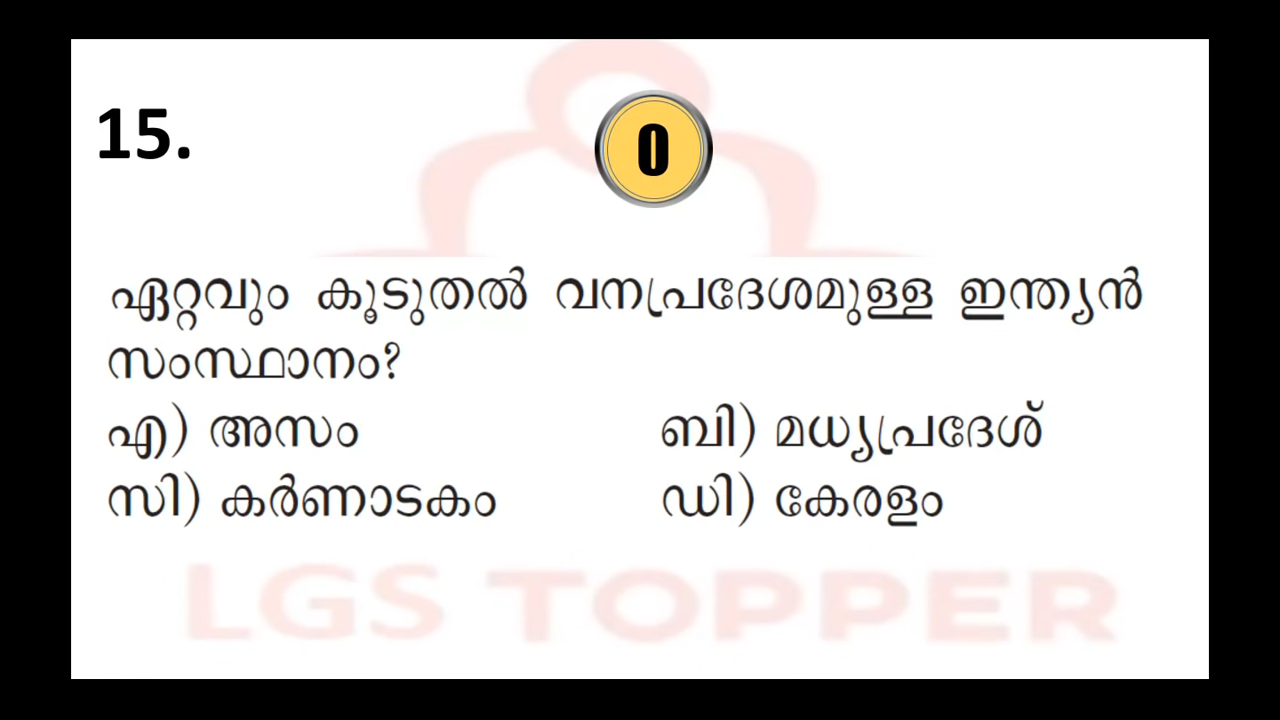 15.
0
ഏറ്റവും കൂടുതൽ വനപ്രദേശമുള്ള ഇന്ത്യൻ
സംസ്ഥാനം?
എ) അസം ബി) മധ്യപ്രദേശ്
സി) കർണാടകം ഡി) കേരളം
LGS TOPPER